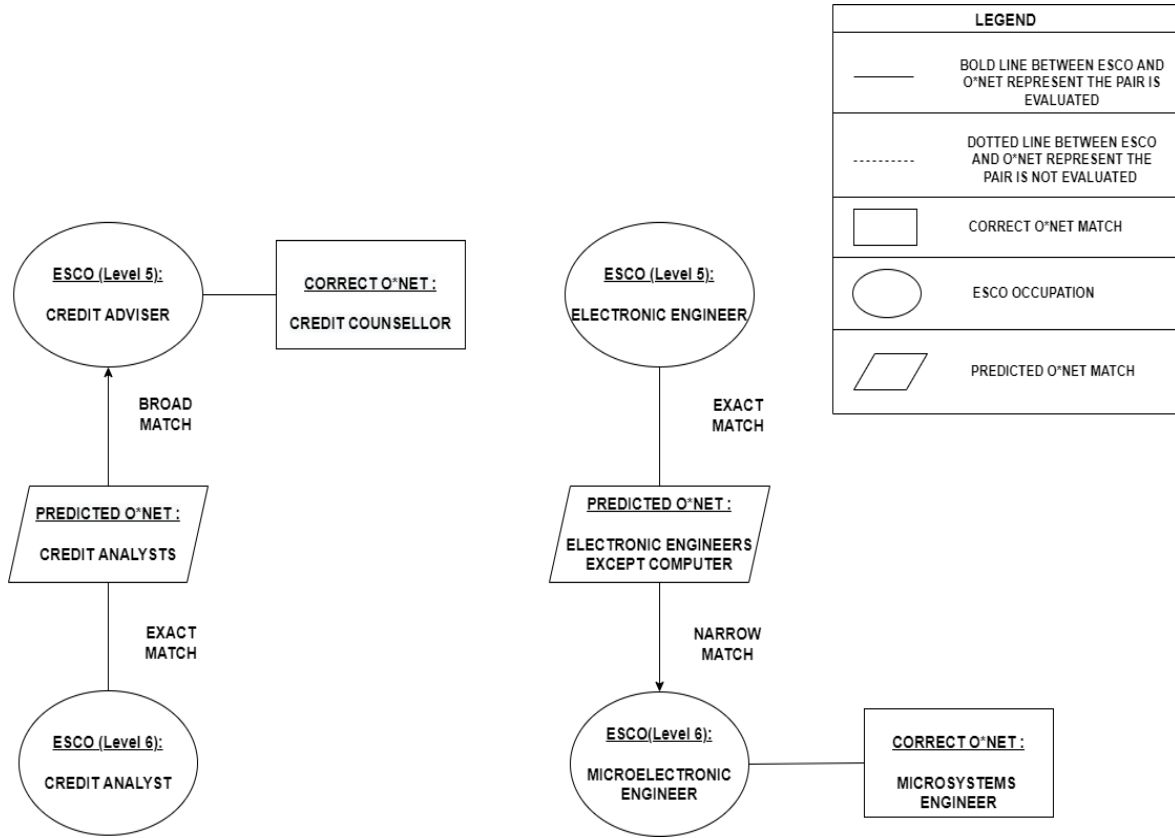 LEGEND
BOLD LINE BETWEEN ESCO AND
O*NET REPRESENT THE PAIR IS
EVALUATED
DOTTED LINE BETWEEN ESCO
AND O*NET REPRESENT THE
PAIR IS NOT EVALUATED
CORRECT O*NET MATCH
ESCO OCCUPATION
PREDICTED O*NET MATCH
ESCO (Level 5):
CREDIT ADVISER
CORRECT O*NET :
CREDIT COUNSELLOR
BROAD
MATCH
PREDICTED O*NET :
CREDIT ANALYSTS
EXACT
MATCH
ESCO (Level 6):
CREDIT ANALYST
ESCO (Level 5):
ELECTRONIC ENGINEER
EXACT
MATCH
PREDICTED O*NET :
ELECTRONIC ENGINEERS
EXCEPT COMPUTER
NARROW
MATCH
ESCO(Level 6):
MICROELECTRONIC
ENGINEER
CORRECT O*NET :
MICROSYSTEMS
ENGINEER